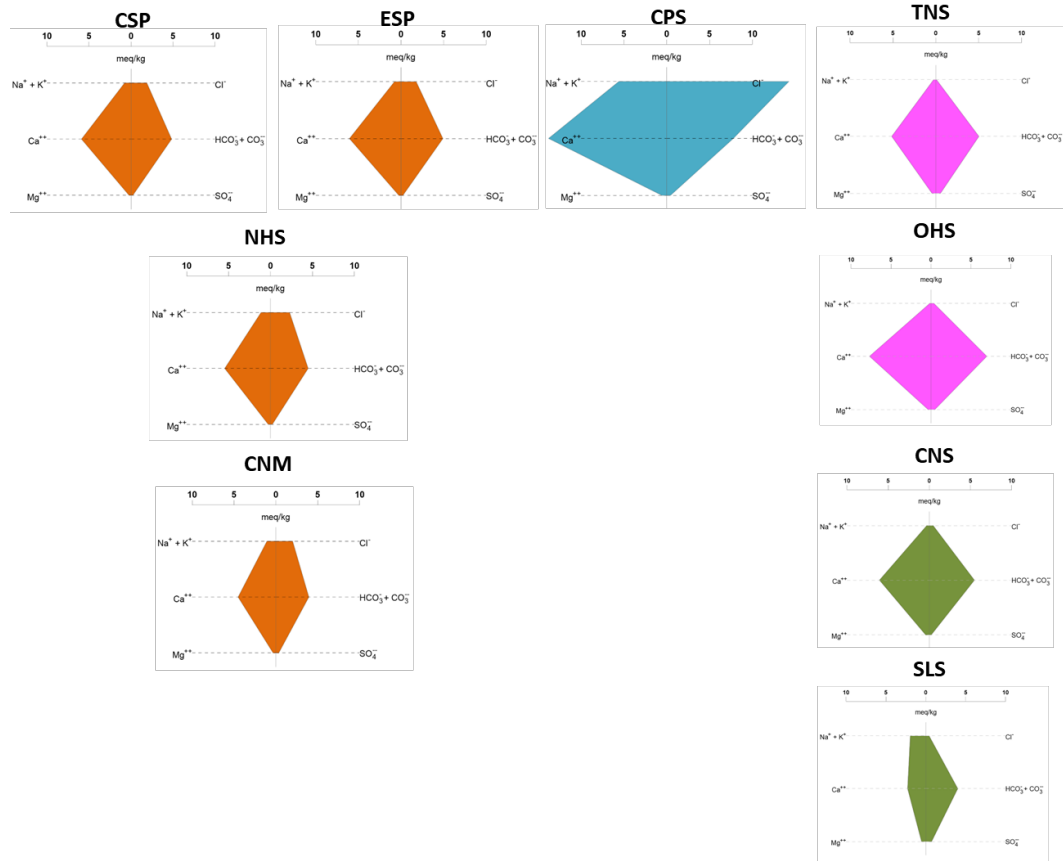 CSP
10 5 0 5 10
meq/kg
Na⁺ + K⁺ Cl⁻
Ca⁺⁺ HCO₃⁻ + CO₃⁻⁻
Mg⁺⁺ SO₄⁻⁻
ESP
10 5 0 5 10
meq/kg
Na⁺ + K⁺ Cl⁻
Ca⁺⁺ HCO₃⁻ + CO₃⁻⁻
Mg⁺⁺ SO₄⁻⁻
CPS
10 5 0 5 10
meq/kg
Na⁺ + K⁺ Cl⁻
Ca⁺⁺ HCO₃⁻ + CO₃⁻⁻
Mg⁺⁺ SO₄⁻⁻
TNS
10 5 0 5 10
meq/kg
Na⁺ + K⁺ Cl⁻
Ca⁺⁺ HCO₃⁻ + CO₃⁻⁻
Mg⁺⁺ SO₄⁻⁻
NHS
10 5 0 5 10
meq/kg
Na⁺ + K⁺ Cl⁻
Ca⁺⁺ HCO₃⁻ + CO₃⁻⁻
Mg⁺⁺ SO₄⁻⁻
OHS
10 5 0 5 10
meq/kg
Na⁺ + K⁺ Cl⁻
Ca⁺⁺ HCO₃⁻ + CO₃⁻⁻
Mg⁺⁺ SO₄⁻⁻
CNM
10 5 0 5 10
meq/kg
Na⁺ + K⁺ Cl⁻
Ca⁺⁺ HCO₃⁻ + CO₃⁻⁻
Mg⁺⁺ SO₄⁻⁻
CNS
10 5 0 5 10
meq/kg
Na⁺ + K⁺ Cl⁻
Ca⁺⁺ HCO₃⁻ + CO₃⁻⁻
Mg⁺⁺ SO₄⁻⁻
SLS
10 5 0 5 10
meq/kg
Na⁺ + K⁺ Cl⁻
Ca⁺⁺ HCO₃⁻ + CO₃⁻⁻
Mg⁺⁺ SO₄⁻⁻